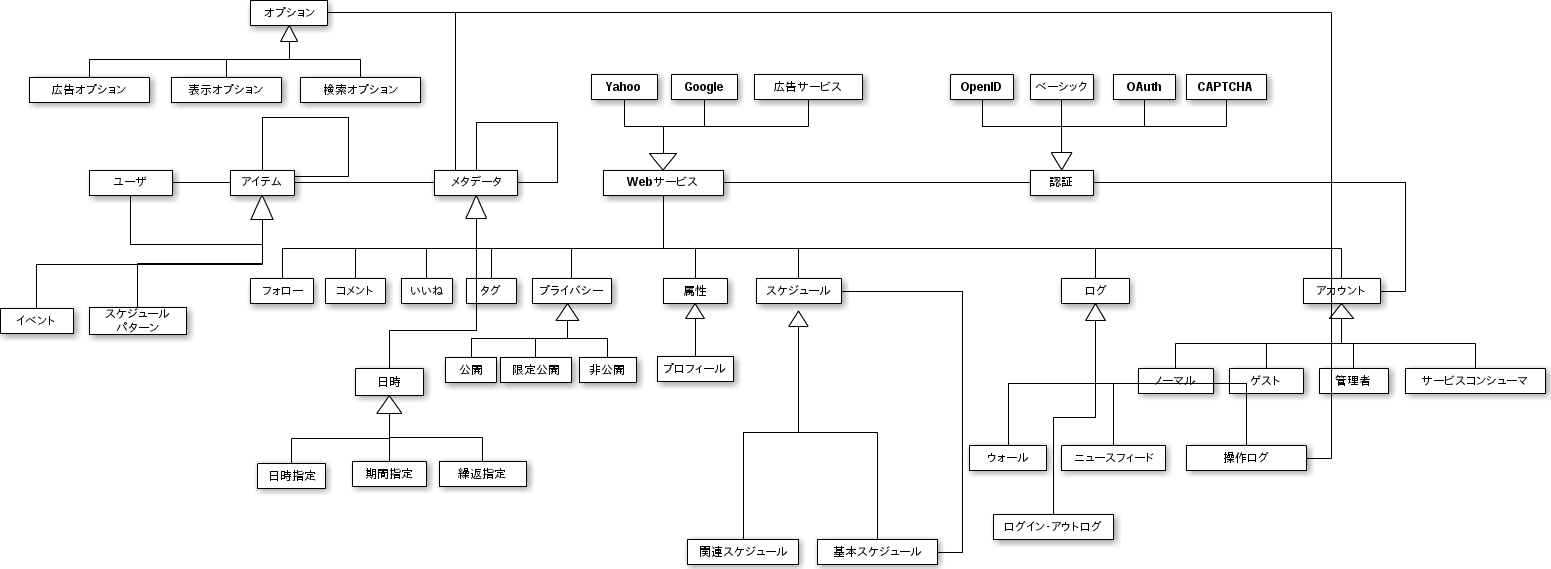 オプション
広告オプション
表示オプション
検索オプション
Yahoo
Google
広告サービス
OpenID
ベーシック
OAuth
CAPTCHA
ユーザ
アイテム
メタデータ
Webサービス
認証
フォロー
コメント
いいね
タグ
プライバシー
属性
スケジュール
ログ
アカウント
イベント
スケジュール
パターン
公開
限定公開
非公開
プロフィール
日時
ノーマル
ゲスト
管理者
サービスコンシューマ
ウォール
ニュースフィード
操作ログ
日時指定
期間指定
繰返指定
ログイン・アウトログ
関連スケジュール
基本スケジュール